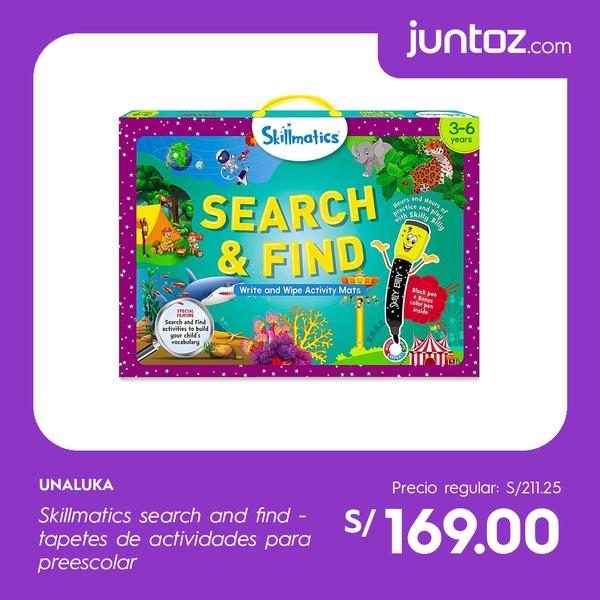 juntoz.com
Skillmatics
3-6
years
SEARCH
& FIND
Write and Wipe Activity Mats
Hours and Hours of
practice and play
with Skilly Billy
SKILLY BILLY
Black pen
+ Bonus
color pen
inside
SPECIAL
FEATURE
Search and Find
activities to build
your child's
vocabulary
UNALUKA
Skillmatics search and find -
tapetes de actividades para
preescolar
Precio regular: S/211.25
S/ 169.00